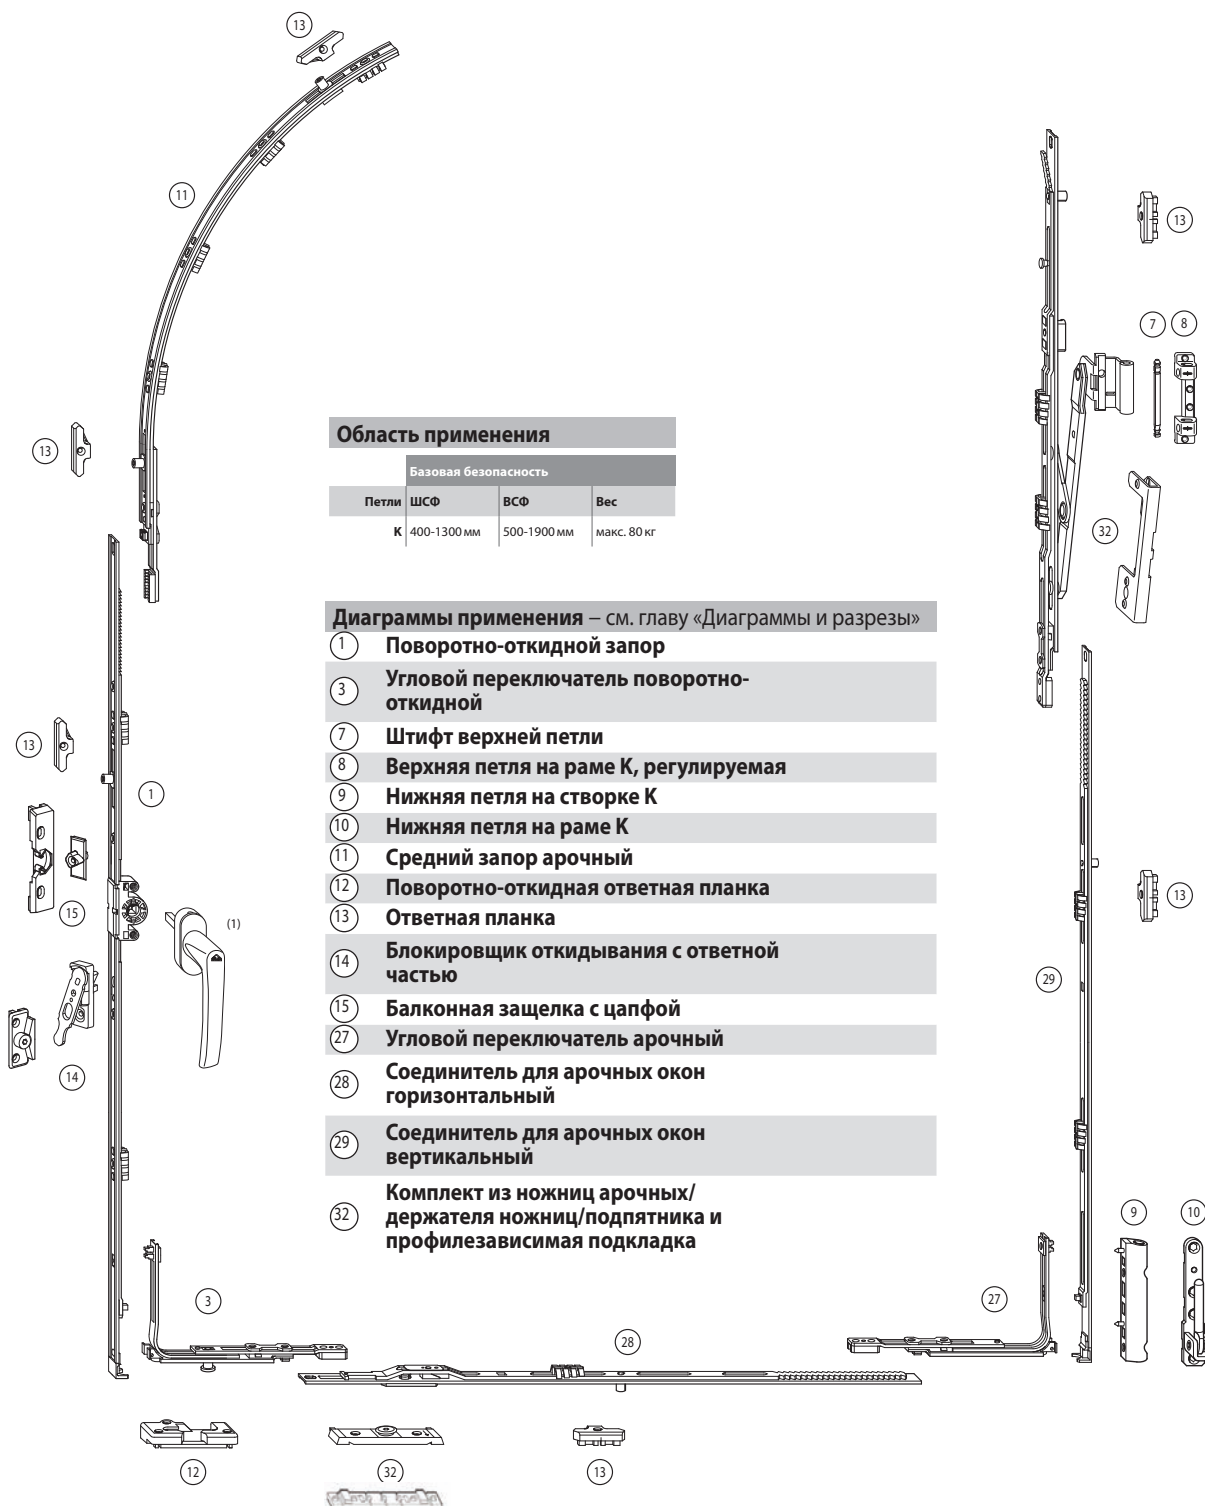 13
11
13
7 8
13
Область применения
Базовая безопасность
Петли ШСФ ВСФ Вес
К 400-1300 мм 500-1900 мм макс. 80 кг
32
Диаграммы применения – см. главу «Диаграммы и разрезы»
1 Поворотно-откидной запор
3 Угловой переключатель поворотно-
откидной
7 Штифт верхней петли
8 Верхняя петля на раме К, регулируемая
9 Нижняя петля на створке К
10 Нижняя петля на раме К
11 Средний запор арочный
12 Поворотно-откидная ответная планка
13 Ответная планка
14 Блокировщик откидывания с ответной
частью
15 Балконная защелка с цапфой
27 Угловой переключатель арочный
28 Соединитель для арочных окон
горизонтальный
29 Соединитель для арочных окон
вертикальный
32 Комплект из ножниц арочных/
держателя ножниц/подпятника и
профилезависимая подкладка
13
1
15
(1)
13
29
14
9 10
3
27
28
12
32
13